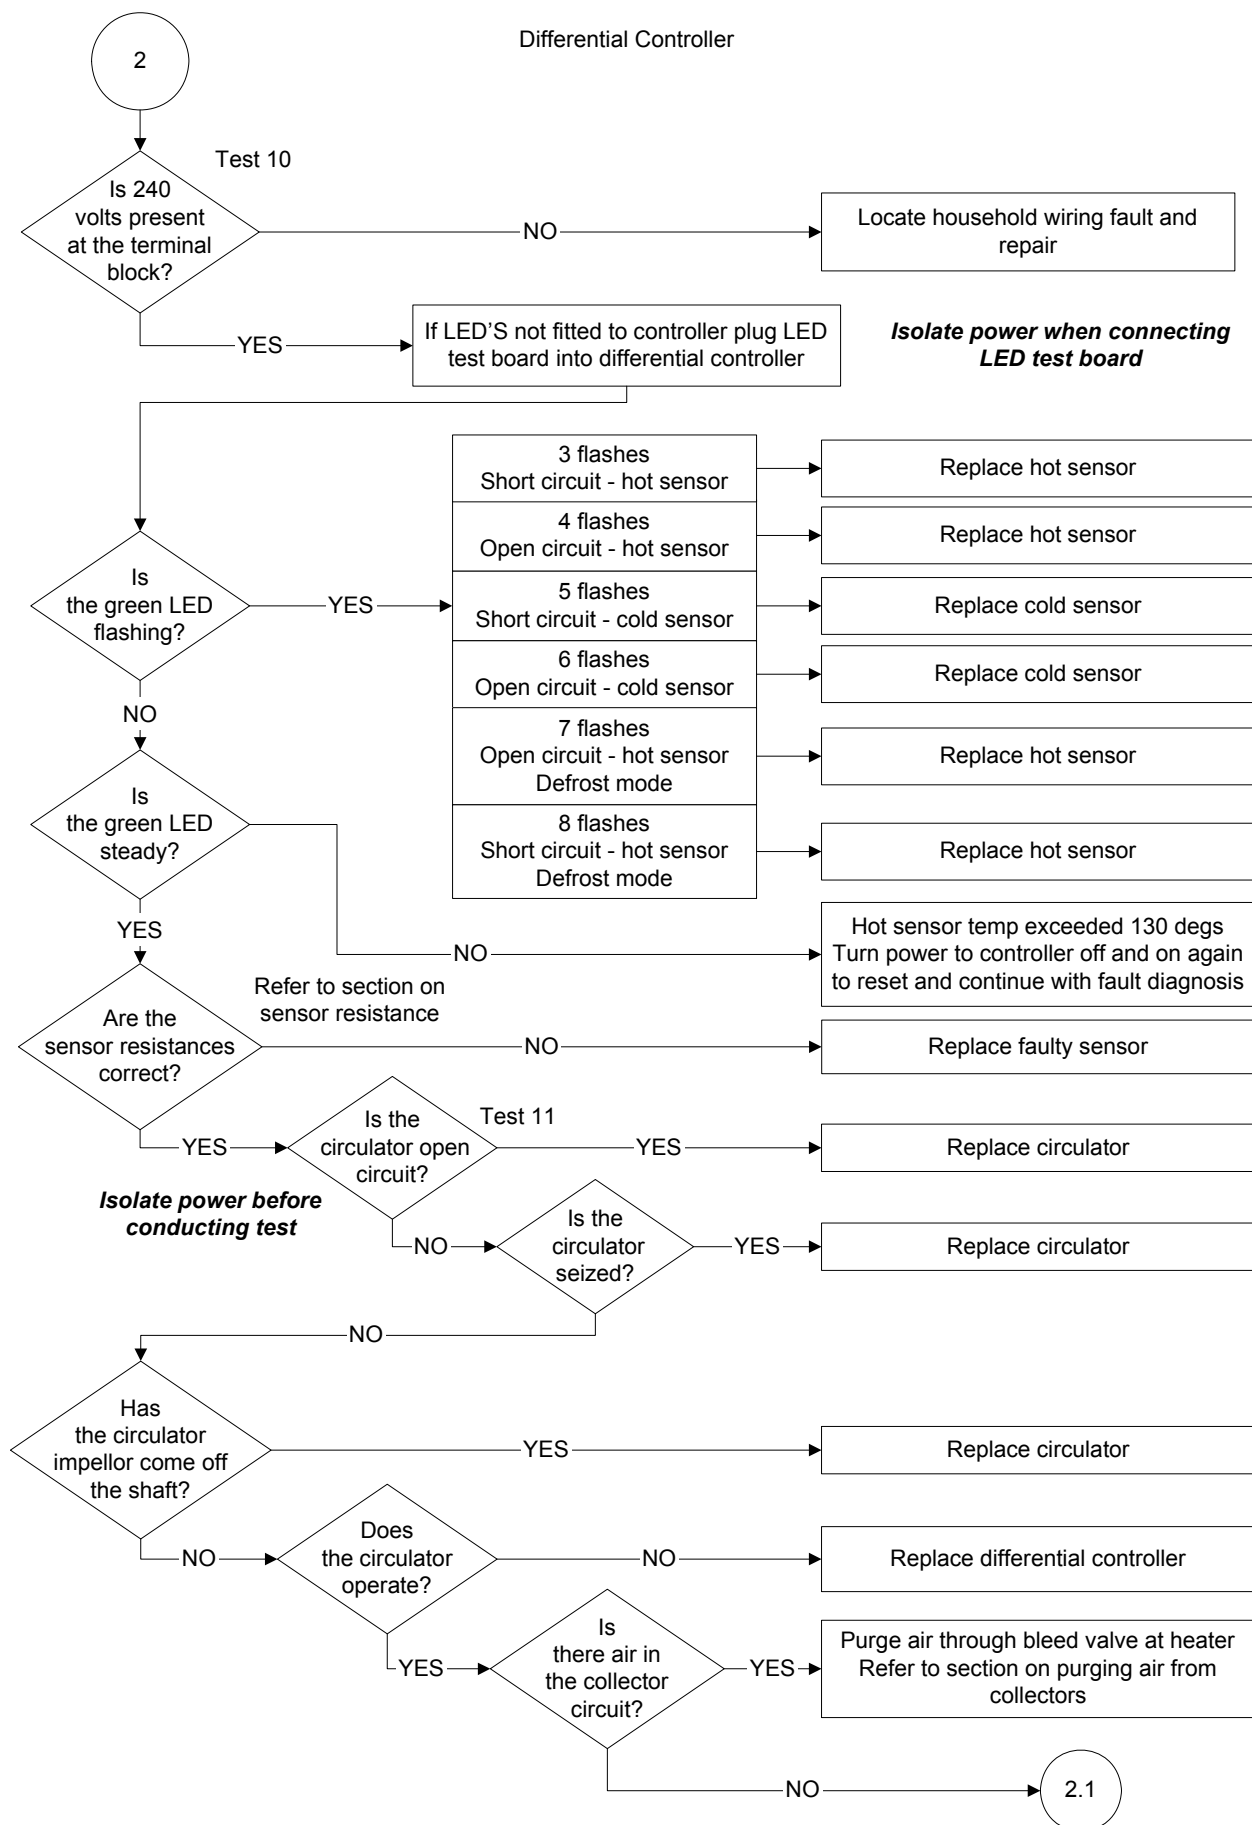 Differential Controller
2
Test 10
Is 240
volts present
at the terminal
block?
NO
Locate household wiring fault and
repair
YES
If LED'S not fitted to controller plug LED
test board into differential controller
Isolate power when connecting
LED test board
3 flashes
Short circuit - hot sensor
Replace hot sensor
4 flashes
Open circuit - hot sensor
Replace hot sensor
Is
the green LED
flashing?
YES
5 flashes
Short circuit - cold sensor
Replace cold sensor
6 flashes
Open circuit - cold sensor
Replace cold sensor
7 flashes
Open circuit - hot sensor
Defrost mode
Replace hot sensor
8 flashes
Short circuit - hot sensor
Defrost mode
Replace hot sensor
NO
Is
the green LED
steady?
NO
Hot sensor temp exceeded 130 degs
Turn power to controller off and on again
to reset and continue with fault diagnosis
YES
Refer to section on
sensor resistance
Are the
sensor resistances
correct?
NO
Replace faulty sensor
YES
Isolate power before
conducting test
Test 11
Is the
circulator open
circuit?
YES
Replace circulator
NO
Is the
circulator
seized?
YES
Replace circulator
NO
Has
the circulator
impellor come off
the shaft?
YES
Replace circulator
NO
Does
the circulator
operate?
NO
Replace differential controller
YES
Is
there air in
the collector
circuit?
YES
Purge air through bleed valve at heater
Refer to section on purging air from
collectors
NO
2.1